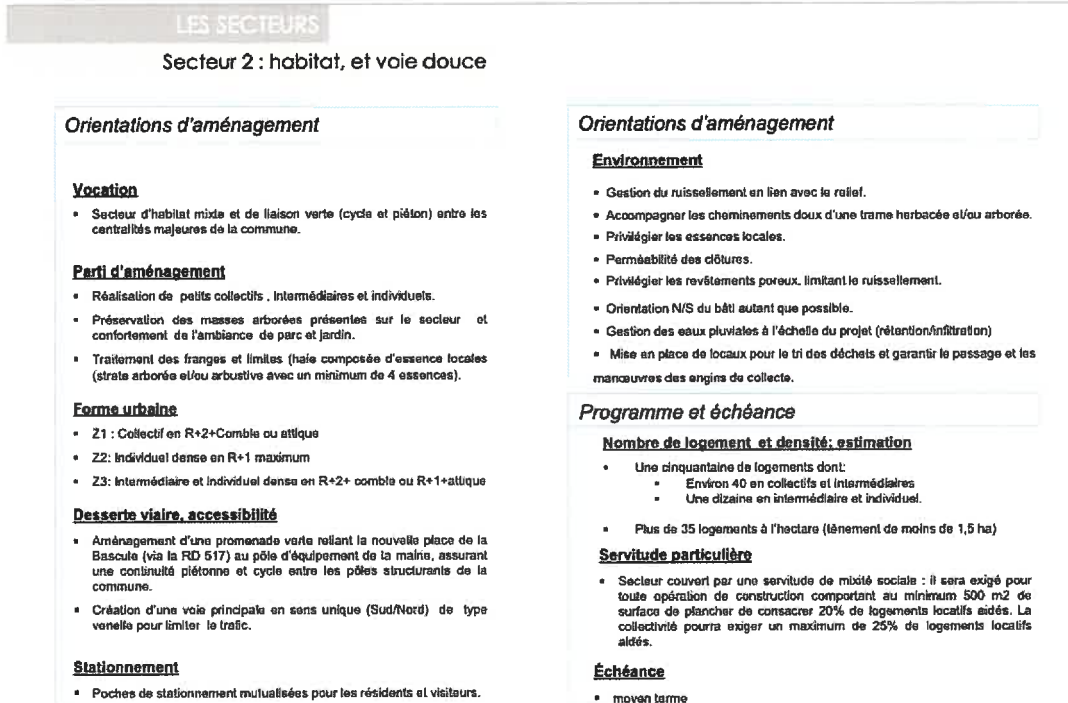 LES SECTEURS
Secteur 2 : habitat, et voie douce
Orientations d'aménagement
Vocation
▪ Secteur d'habitat mixte et de liaison verte (cycle et piéton) entre les
centralités majeures de la commune.
Parti d'aménagement
▪ Réalisation de petits collectifs , intermédiaires et individuels.
▪ Préservation des masses arborées présentes sur le secteur et
confortement de l'ambiance de parc et jardin.
▪ Traitement des franges et limites (haie composée d'essence locales
(strate arborée et/ou arbustive avec un minimum de 4 essences).
Forme urbaine
▪ Z1 : Collectif en R+2+Comble ou attique
▪ Z2: Individuel dense en R+1 maximum
▪ Z3: Intermédiaire et individuel dense en R+2+ comble ou R+1+attique
Desserte viaire, accessibilité
▪ Aménagement d'une promenade verte reliant la nouvelle place de la
Bascule (via la RD 517) au pôle d'équipement de la mairie, assurant
une continuité piétonne et cycle entre les pôles structurants de la
commune.
▪ Création d'une voie principale en sens unique (Sud/Nord) de type
venelle pour limiter le trafic.
Stationnement
▪ Poches de stationnement mutualisées pour les résidents et visiteurs.
Orientations d'aménagement
Environnement
▪ Gestion du ruissellement en lien avec le relief.
▪ Accompagner les cheminements doux d'une trame herbacée et/ou arborée.
▪ Privilégier les essences locales.
▪ Perméabilité des clôtures.
▪ Privilégier les revêtements poreux, limitant le ruissellement.
▪ Orientation N/S du bâti autant que possible.
▪ Gestion des eaux pluviales à l'échelle du projet (rétention/infiltration)
▪ Mise en place de locaux pour le tri des déchets et garantir le passage et les
manœuvres des engins de collecte.
Programme et échéance
Nombre de logement et densité: estimation
▪ Une cinquantaine de logements dont:
▪ Environ 40 en collectifs et intermédiaires
▪ Une dizaine en intermédiaire et individuel.
▪ Plus de 35 logements à l'hectare (tènement de moins de 1,5 ha)
Servitude particulière
▪ Secteur couvert par une servitude de mixité sociale : il sera exigé pour
toute opération de construction comportant au minimum 500 m2 de
surface de plancher de consacrer 20% de logements locatifs aidés. La
collectivité pourra exiger un maximum de 25% de logements locatifs
aidés.
Échéance
▪ moyen terme